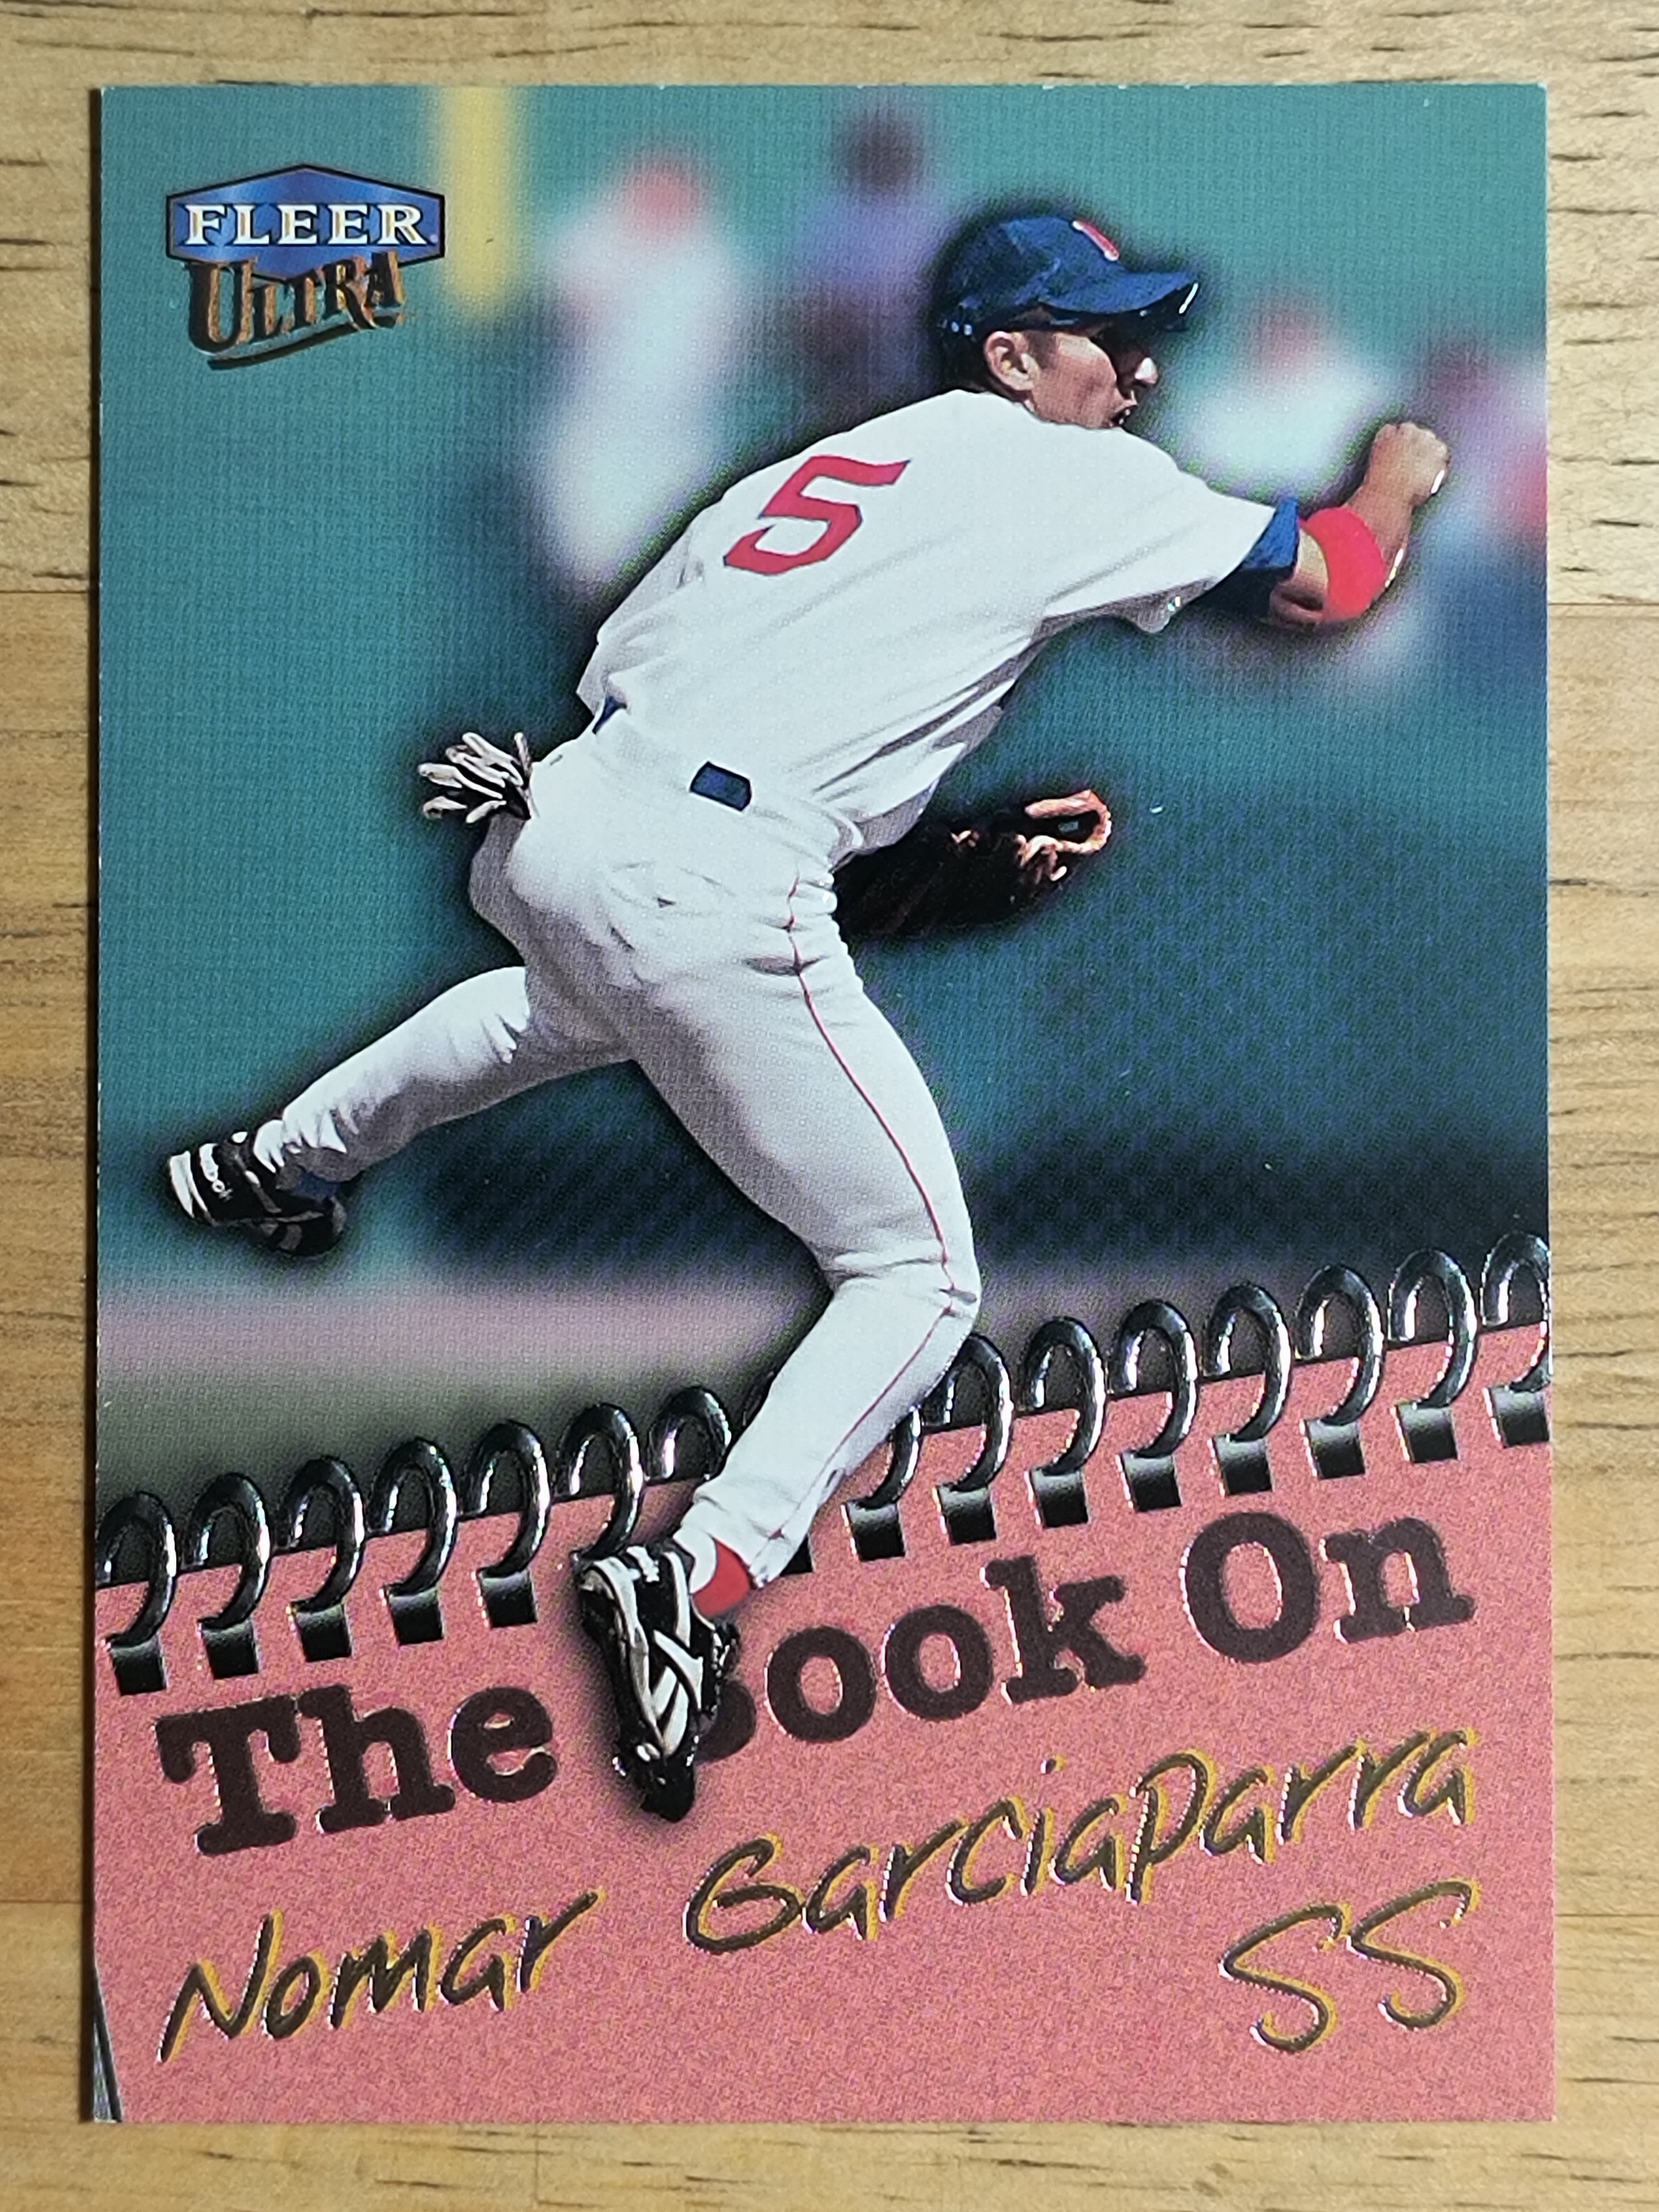 FLEER
ULTRA
5
The Book On
Nomar Garciaparra
SS